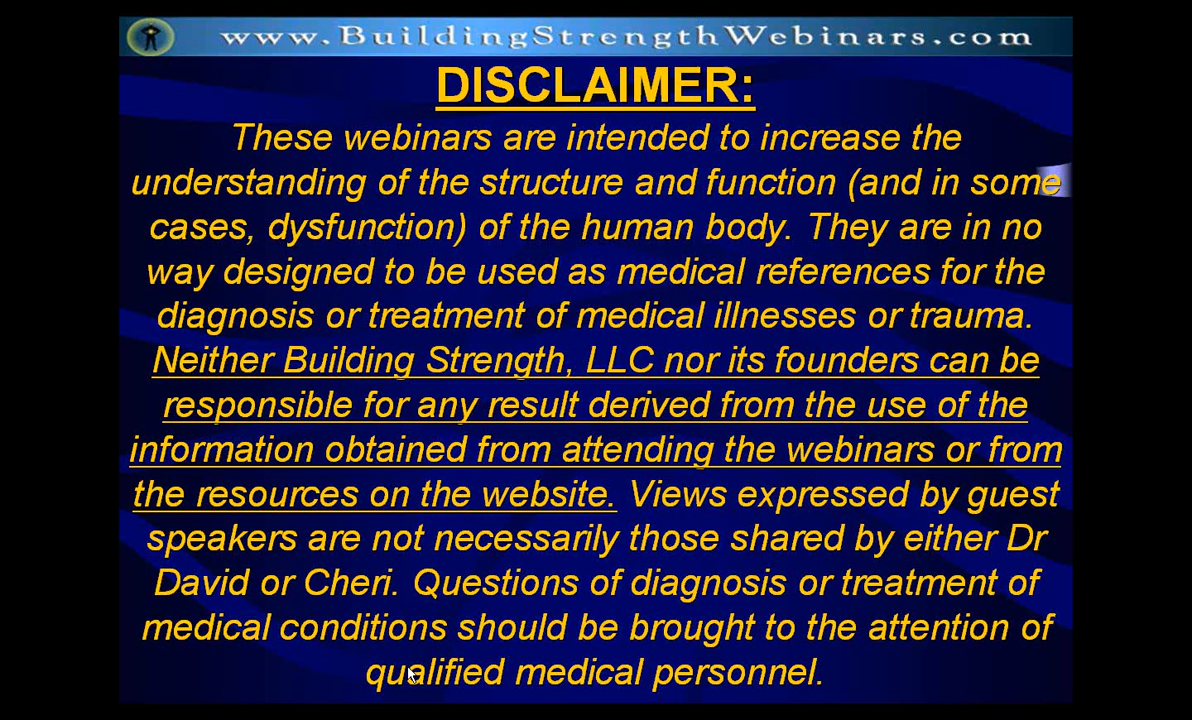 www.BuildingStrengthWebinars.com
DISCLAIMER:
These webinars are intended to increase the
understanding of the structure and function (and in some
cases, dysfunction) of the human body. They are in no
way designed to be used as medical references for the
diagnosis or treatment of medical illnesses or trauma.
Neither Building Strength, LLC nor its founders can be
responsible for any result derived from the use of the
information obtained from attending the webinars or from
the resources on the website. Views expressed by guest
speakers are not necessarily those shared by either Dr
David or Cheri. Questions of diagnosis or treatment of
medical conditions should be brought to the attention of
qualified medical personnel.